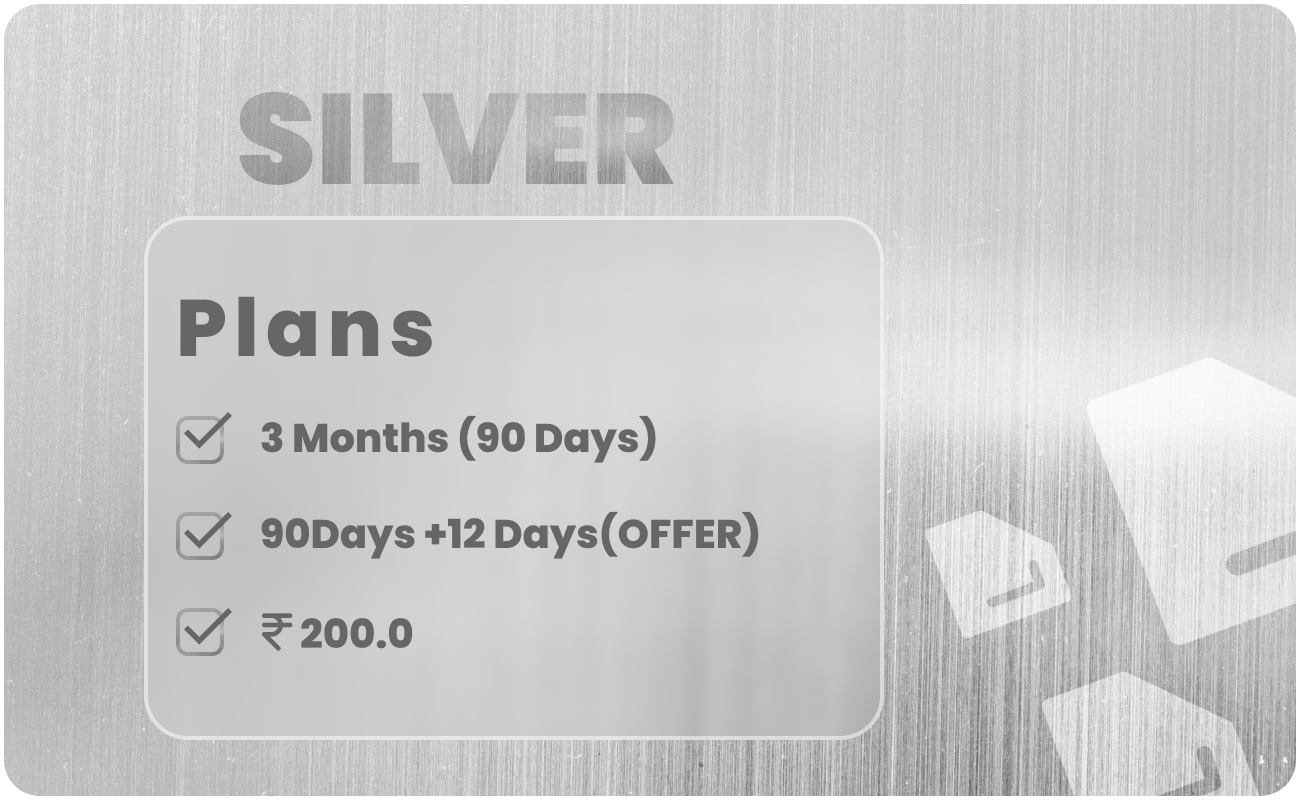 SILVER
Plans
3 Months (90 Days)
90Days +12 Days(OFFER)
₹ 200.0